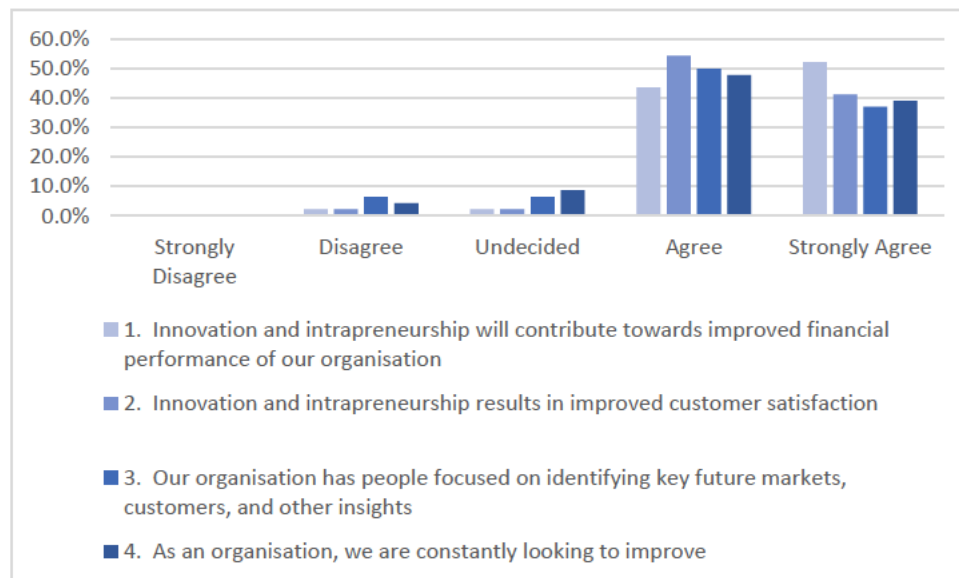 60.0%
50.0%
40.0%
30.0%
20.0%
10.0%
0.0%
Strongly Disagree
Disagree
Undecided
Agree
Strongly Agree
1. Innovation and intrapreneurship will contribute towards improved financial
performance of our organisation
2. Innovation and intrapreneurship results in improved customer satisfaction
3. Our organisation has people focused on identifying key future markets,
customers, and other insights
4. As an organisation, we are constantly looking to improve